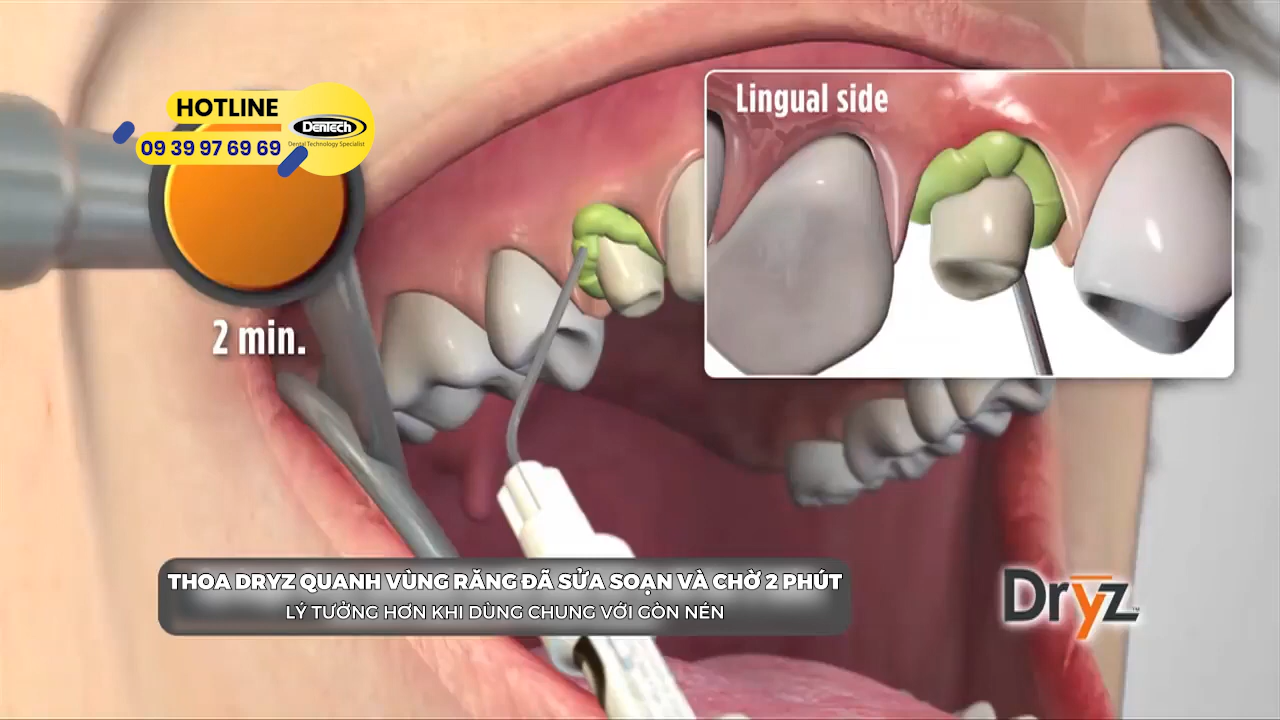 HOTLINE
09 39 97 69 69
DenTech
Dental Technology Specialist
Lingual side
2 min.
THOA DRYZ QUANH VÙNG RĂNG ĐÃ SỬA SOẠN VÀ CHỜ 2 PHÚT
LÝ TƯỞNG HƠN KHI DÙNG CHUNG VỚI GÒN NÉN
Dryz™